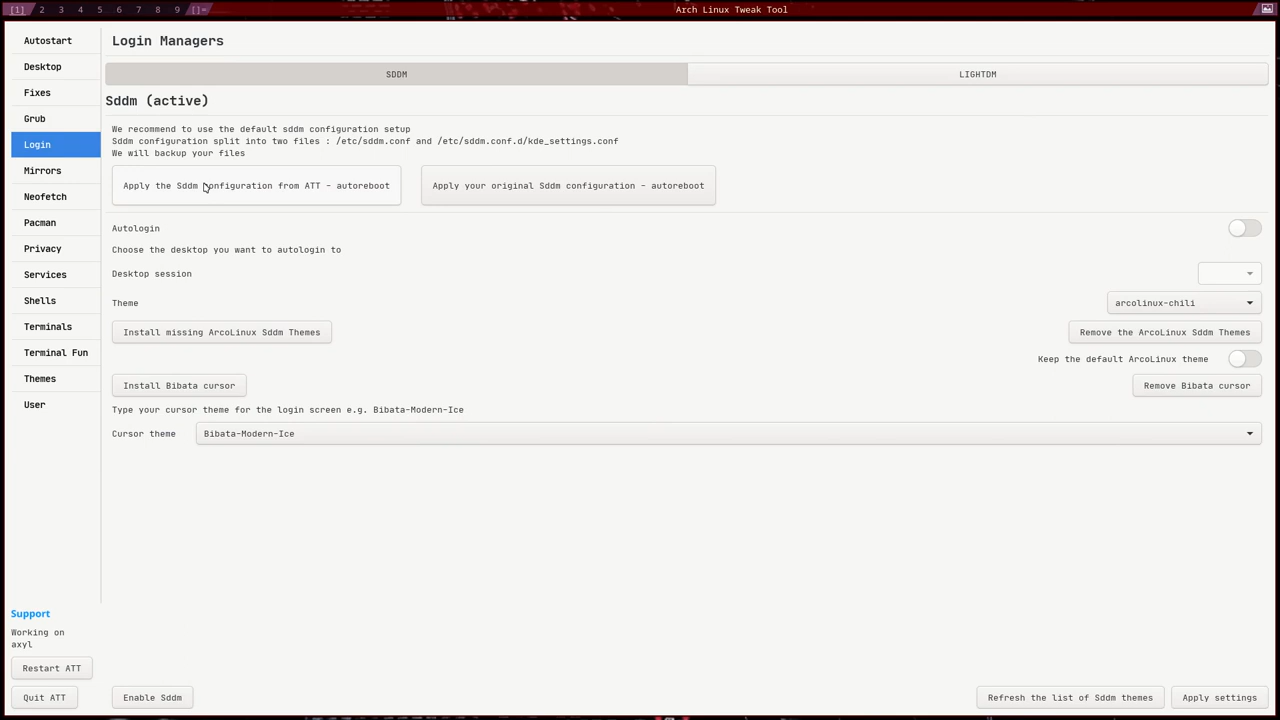 [1] 2 3 4 5 6 7 8 9 []=
Arch Linux Tweak Tool
Autostart
Desktop
Fixes
Grub
Login
Mirrors
Neofetch
Pacman
Privacy
Services
Shells
Terminals
Terminal Fun
Themes
User
Support
Working on
axyl
Restart ATT
Quit ATT
Login Managers
SDDM
LIGHTDM
Sddm (active)
We recommend to use the default sddm configuration setup
Sddm configuration split into two files : /etc/sddm.conf and /etc/sddm.conf.d/kde_settings.conf
We will backup your files
Apply the Sddm configuration from ATT - autoreboot
Apply your original Sddm configuration - autoreboot
Autologin
Choose the desktop you want to autologin to
Desktop session
Theme
arcolinux-chili
Install missing ArcoLinux Sddm Themes
Remove the ArcoLinux Sddm Themes
Keep the default ArcoLinux theme
Install Bibata cursor
Remove Bibata cursor
Type your cursor theme for the login screen e.g. Bibata-Modern-Ice
Cursor theme
Bibata-Modern-Ice
Enable Sddm
Refresh the list of Sddm themes
Apply settings